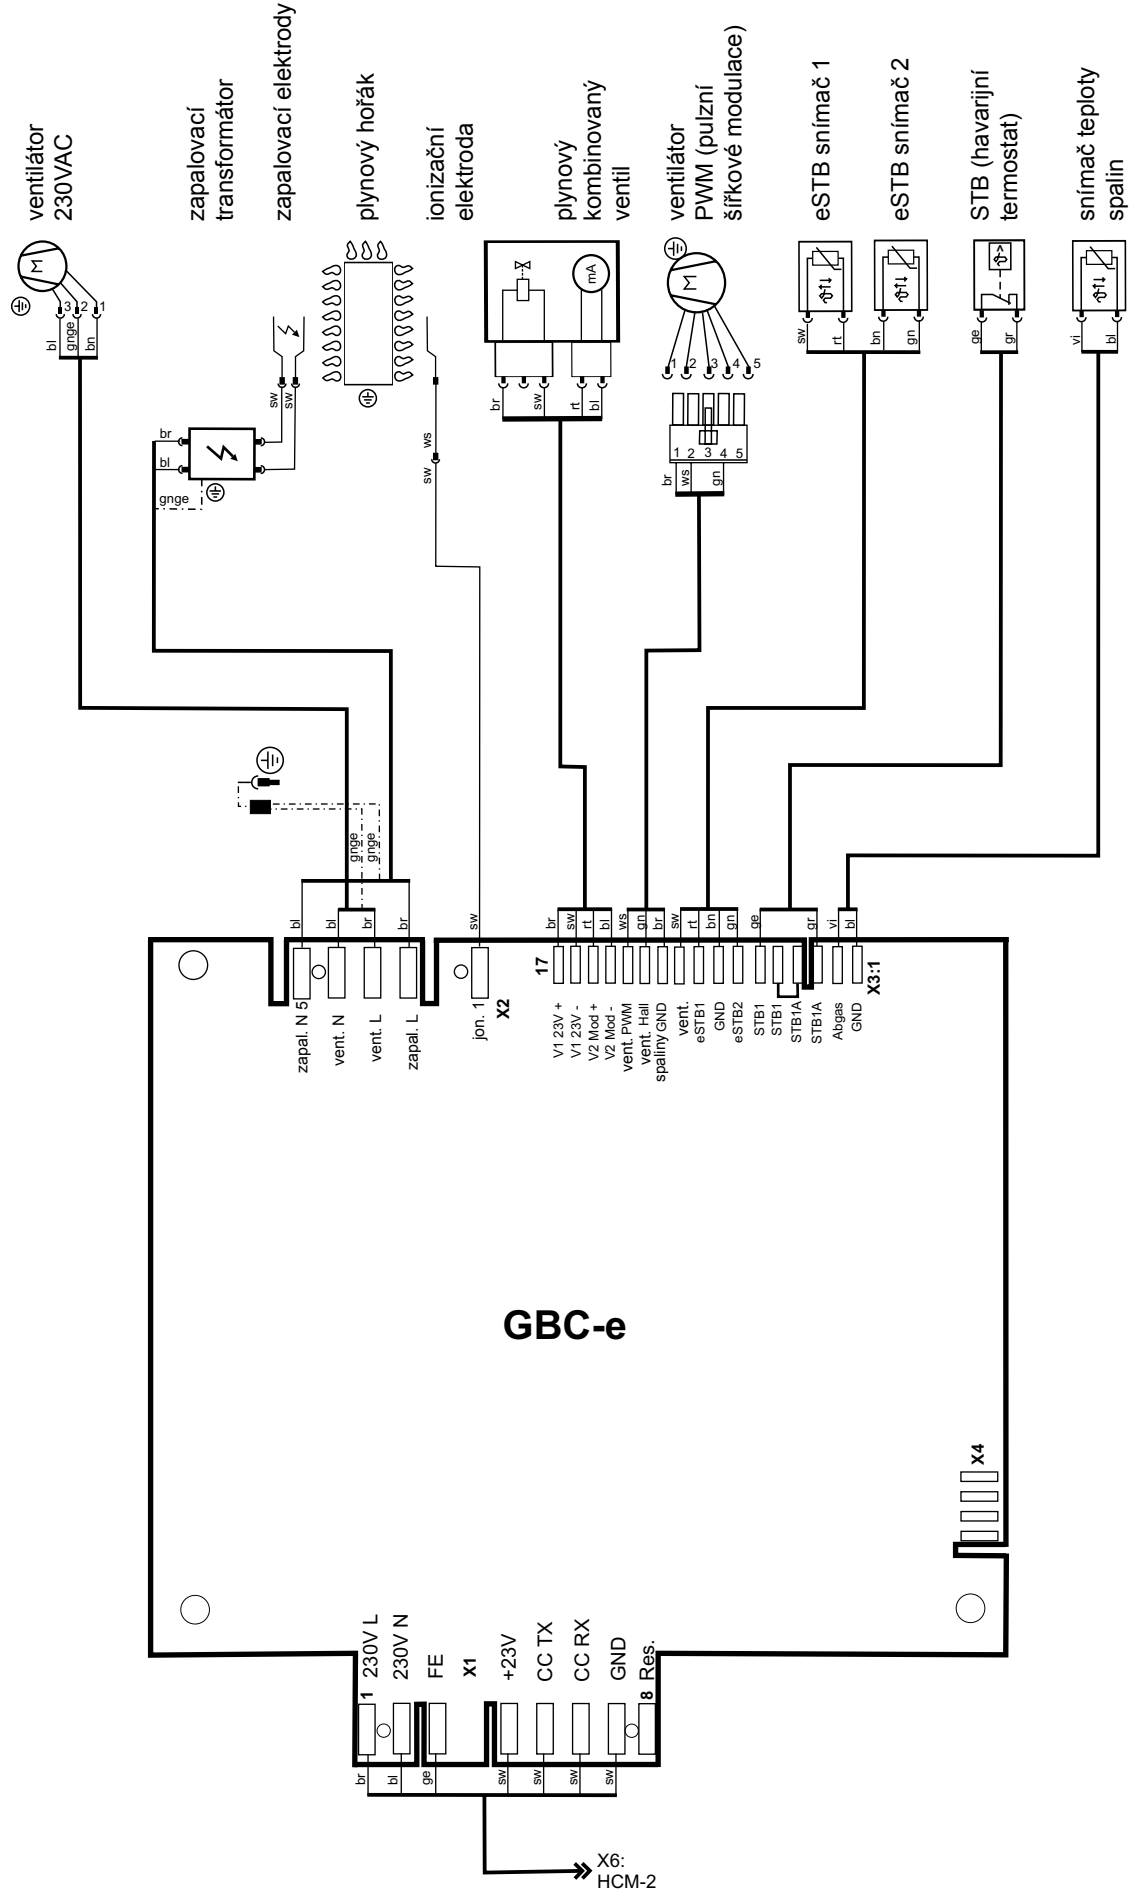 ventilátor
230VAC
zapalovací
transformátor
zapalovací elektrody
plynový hořák
ionizační
elektroda
plynový
kombinovaný
ventil
ventilátor
PWM (pulzní
šířkové modulace)
eSTB snímač 1
eSTB snímač 2
STB (havarijní
termostat)
snímač teploty
spalin
M
3
2
1
bl
gnge
bn
br
bl
gnge
sw
sw
ws
sw
mA
br
sw
rt
bl
M
1
2
3
4
5
1
2
3
4
5
br
ws
gn
sw
rt
bn
gn
ge
gr
vi
bl
gnge
gnge
bl
bl
br
br
sw
br
sw
rt
bl
ws
gn
br
sw
rt
bn
gn
ge
gr
vi
bl
zapal. N 5
vent. N
vent. L
zapal. L
jon. 1
X2
17
V1 23V +
V1 23V -
V2 Mod +
V2 Mod -
vent. PWM
vent. Hall
spaliny GND
vent.
eSTB1
GND
eSTB2
STB1
STB1
STB1A
STB1A
Abgas
GND
X3:1
GBC-e
X4
1
230V L
230V N
FE
X1
+23V
CC TX
CC RX
GND
8
Res.
br
bl
ge
sw
sw
sw
sw
X6:
HCM-2